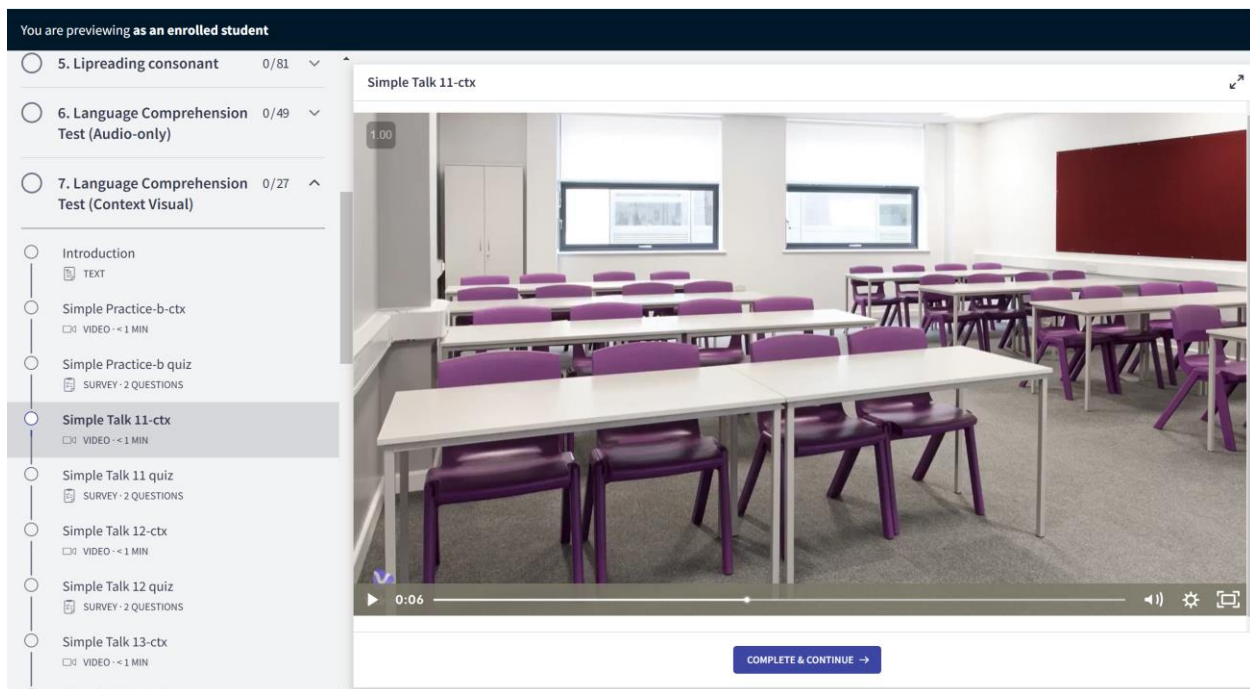 You are previewing as an enrolled student
5. Lipreading consonant 0/81
6. Language Comprehension 0/49
Test (Audio-only)
7. Language Comprehension 0/27
Test (Context Visual)
Introduction
TEXT
Simple Practice-b-ctx
VIDEO · < 1 MIN
Simple Practice-b quiz
SURVEY · 2 QUESTIONS
Simple Talk 11-ctx
VIDEO · < 1 MIN
Simple Talk 11 quiz
SURVEY · 2 QUESTIONS
Simple Talk 12-ctx
VIDEO · < 1 MIN
Simple Talk 12 quiz
SURVEY · 2 QUESTIONS
Simple Talk 13-ctx
VIDEO · < 1 MIN
Simple Talk 11-ctx
1.00
0:06
COMPLETE & CONTINUE →